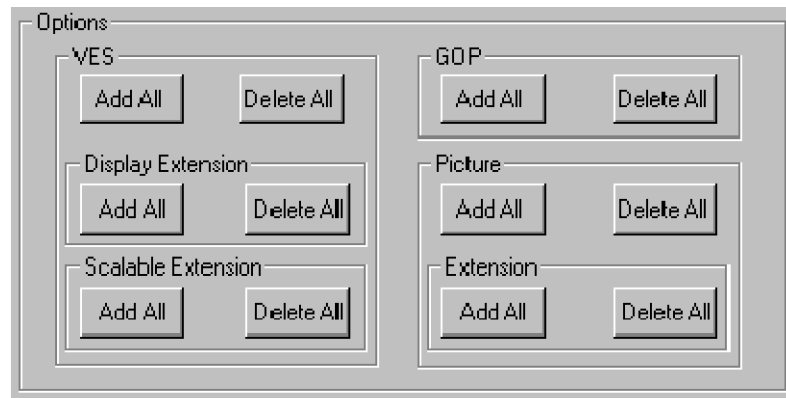 Options
VES
Add All Delete All
Display Extension
Add All Delete All
Scalable Extension
Add All Delete All
GOP
Add All Delete All
Picture
Add All Delete All
Extension
Add All Delete All